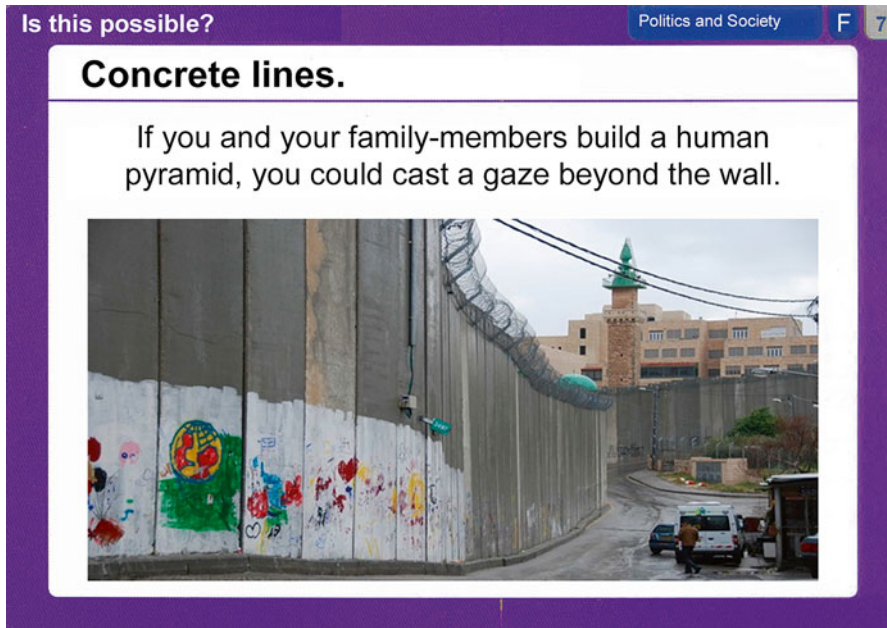 Is this possible?
Politics and Society
F
7
Concrete lines.
If you and your family-members build a human
pyramid, you could cast a gaze beyond the wall.